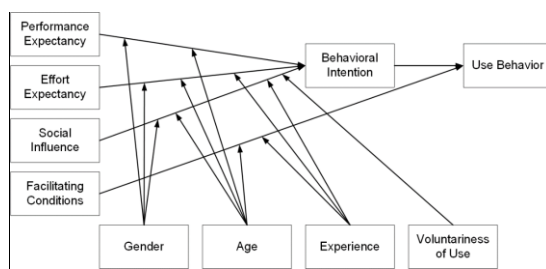 Performance
Expectancy
Effort
Expectancy
Social
Influence
Facilitating
Conditions
Behavioral
Intention
Use Behavior
Gender
Age
Experience
Voluntariness
of Use